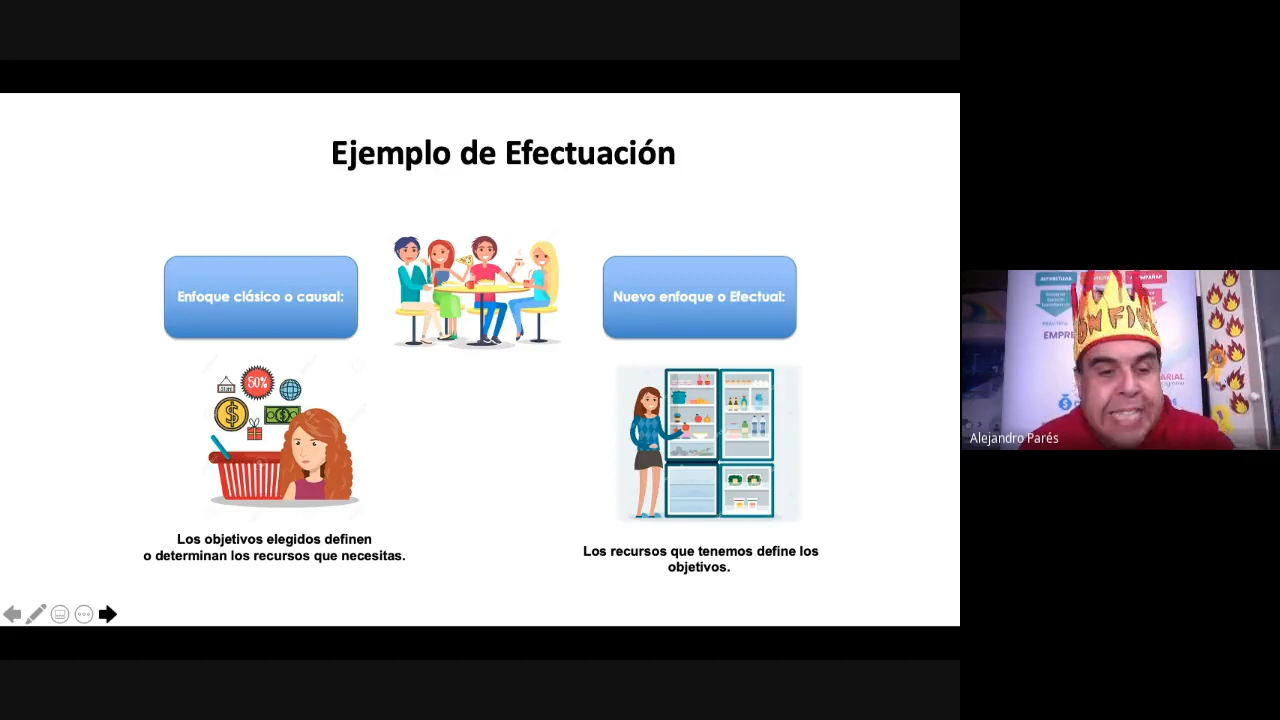 Ejemplo de Efectuación
Enfoque clásico o causal:
Nuevo enfoque o Efectual:
50%
$
$
Los objetivos elegidos definen
o determinan los recursos que necesitas.
Los recursos que tenemos define los
objetivos.
EMPRE
Alejandro Parés